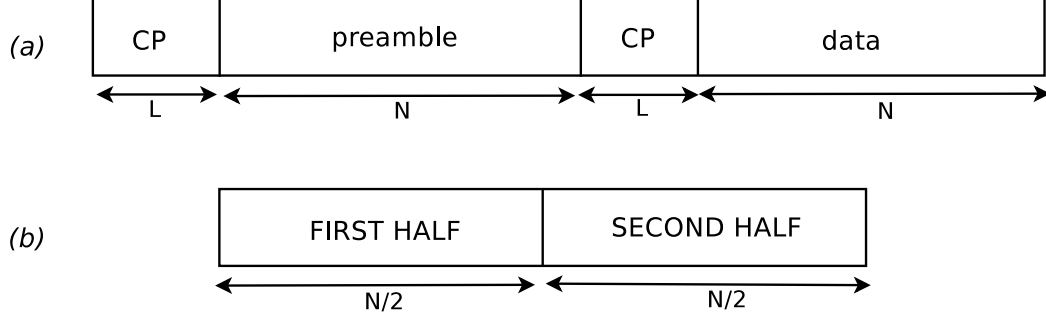 (a) CP preamble CP data
L N L N
(b) FIRST HALF SECOND HALF
N/2 N/2